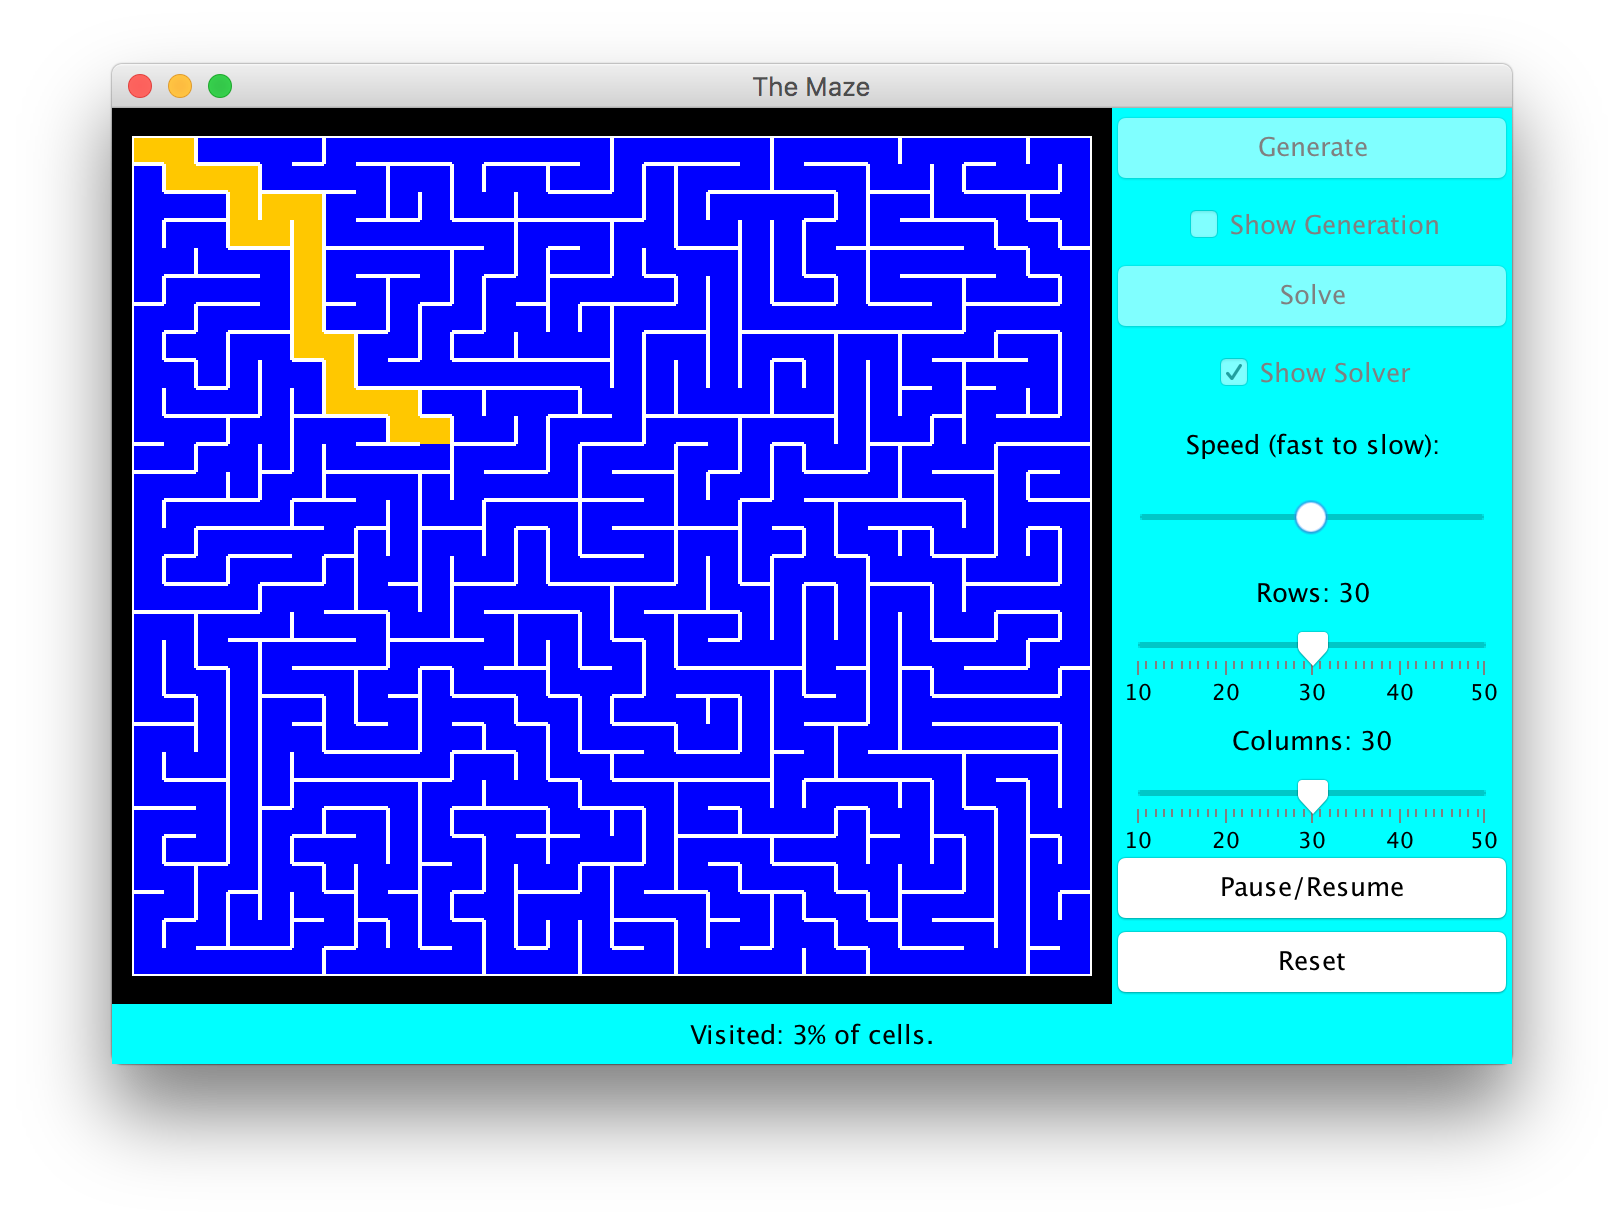 The Maze
Generate
Show Generation
Solve
Show Solver
Speed (fast to slow):
Rows: 30
10 20 30 40 50
Columns: 30
10 20 30 40 50
Pause/Resume
Reset
Visited: 3% of cells.